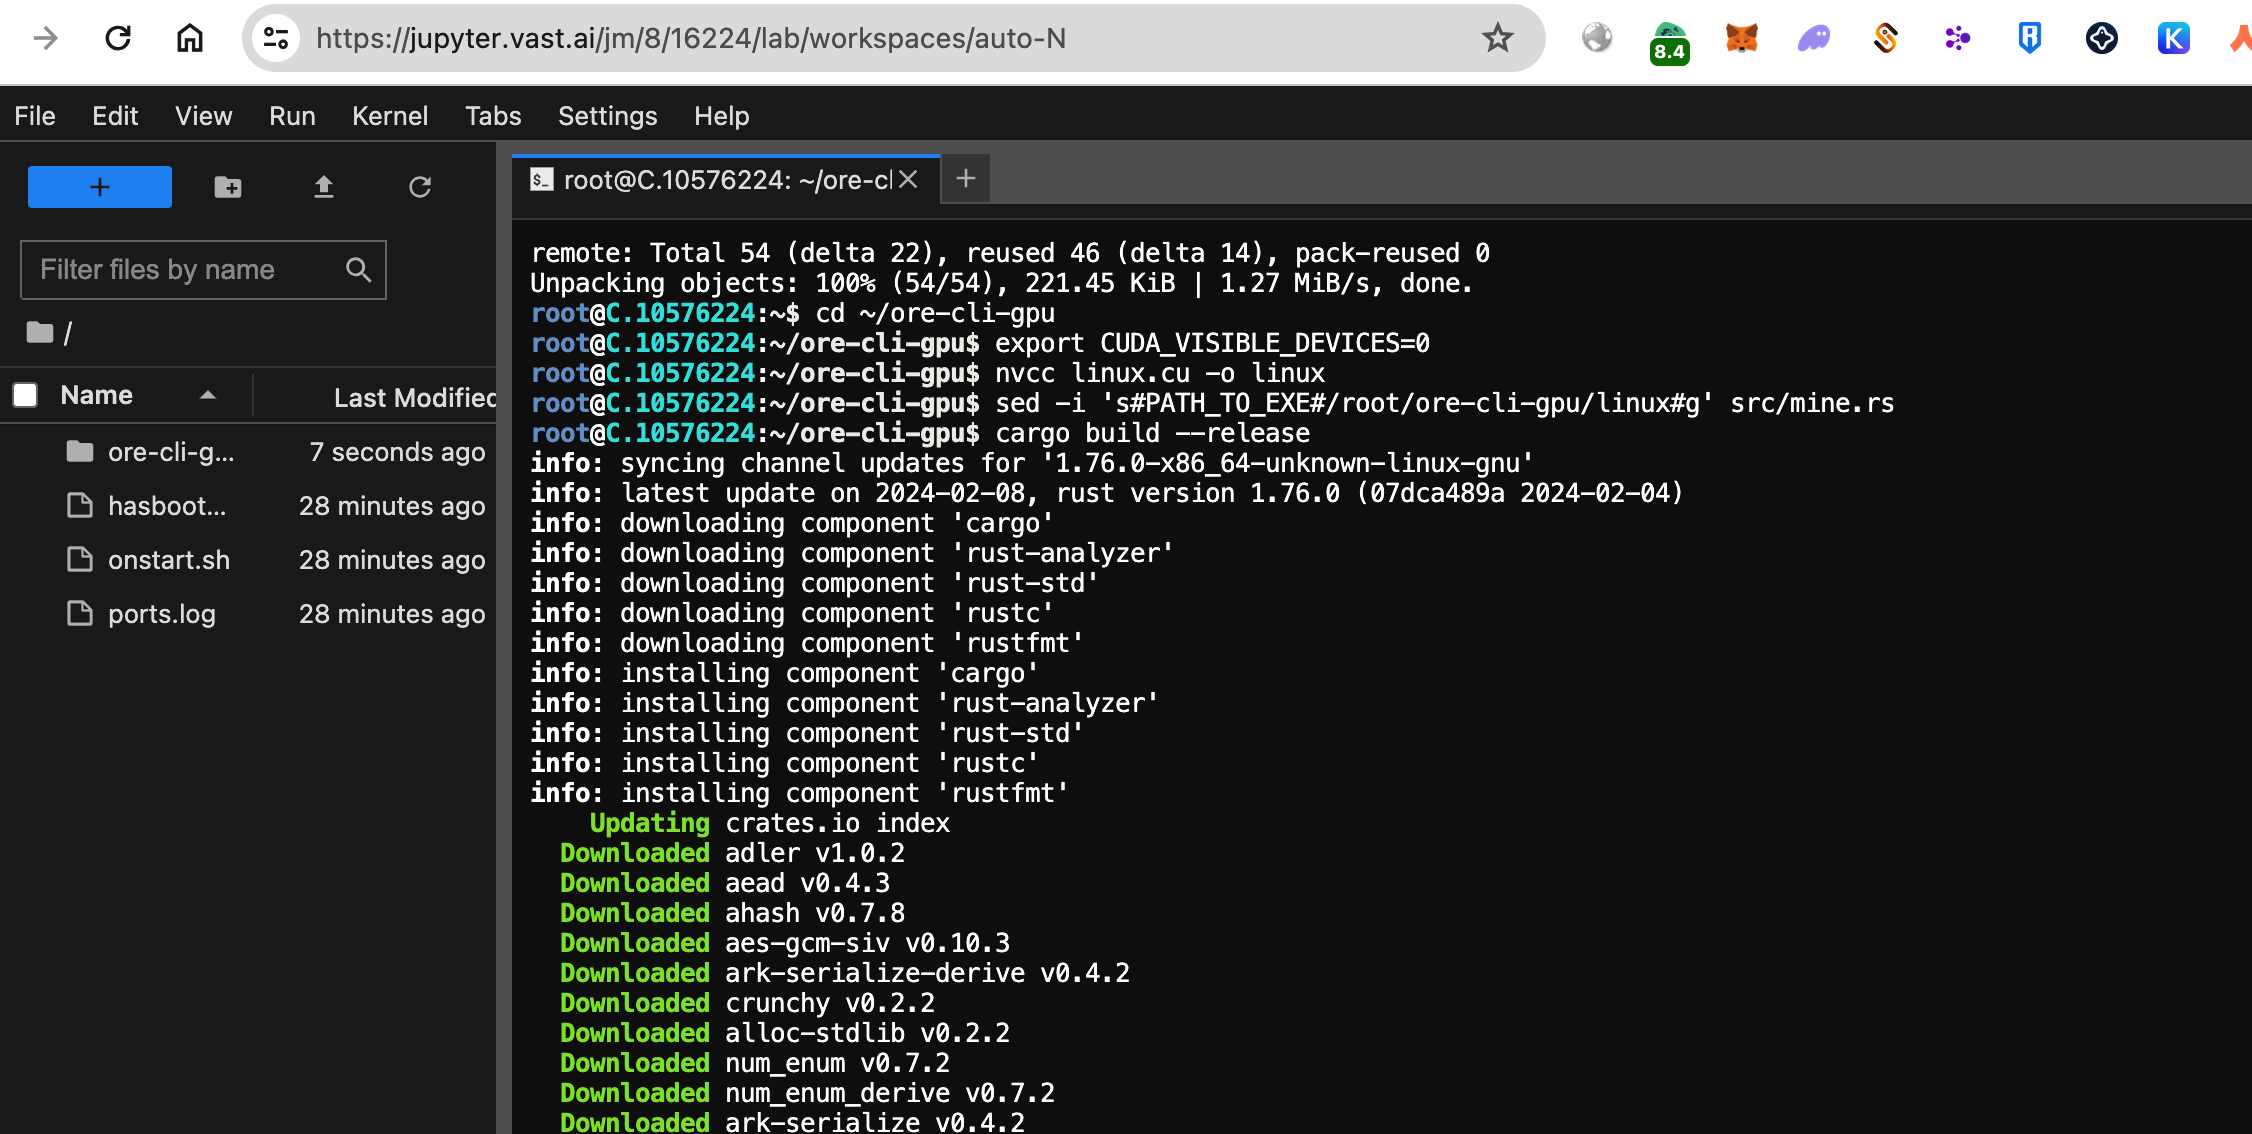 https://jupyter.vast.ai/jm/8/16224/lab/workspaces/auto-N
8.4
K
File Edit View Run Kernel Tabs Settings Help
+
$_ root@C.10576224: ~/ore-cl
+
Filter files by name
/
Name Last Modified
ore-cli-g... 7 seconds ago
hasboot... 28 minutes ago
onstart.sh 28 minutes ago
ports.log 28 minutes ago
remote: Total 54 (delta 22), reused 46 (delta 14), pack-reused 0
Unpacking objects: 100% (54/54), 221.45 KiB | 1.27 MiB/s, done.
root@C.10576224:~$ cd ~/ore-cli-gpu
root@C.10576224:~/ore-cli-gpu$ export CUDA_VISIBLE_DEVICES=0
root@C.10576224:~/ore-cli-gpu$ nvcc linux.cu -o linux
root@C.10576224:~/ore-cli-gpu$ sed -i 's#PATH_TO_EXE#/root/ore-cli-gpu/linux#g' src/mine.rs
root@C.10576224:~/ore-cli-gpu$ cargo build --release
info: syncing channel updates for '1.76.0-x86_64-unknown-linux-gnu'
info: latest update on 2024-02-08, rust version 1.76.0 (07dca489a 2024-02-04)
info: downloading component 'cargo'
info: downloading component 'rust-analyzer'
info: downloading component 'rust-std'
info: downloading component 'rustc'
info: downloading component 'rustfmt'
info: installing component 'cargo'
info: installing component 'rust-analyzer'
info: installing component 'rust-std'
info: installing component 'rustc'
info: installing component 'rustfmt'
Updating crates.io index
Downloaded adler v1.0.2
Downloaded aead v0.4.3
Downloaded ahash v0.7.8
Downloaded aes-gcm-siv v0.10.3
Downloaded ark-serialize-derive v0.4.2
Downloaded crunchy v0.2.2
Downloaded alloc-stdlib v0.2.2
Downloaded num_enum v0.7.2
Downloaded num_enum_derive v0.7.2
Downloaded ark-serialize v0.4.2